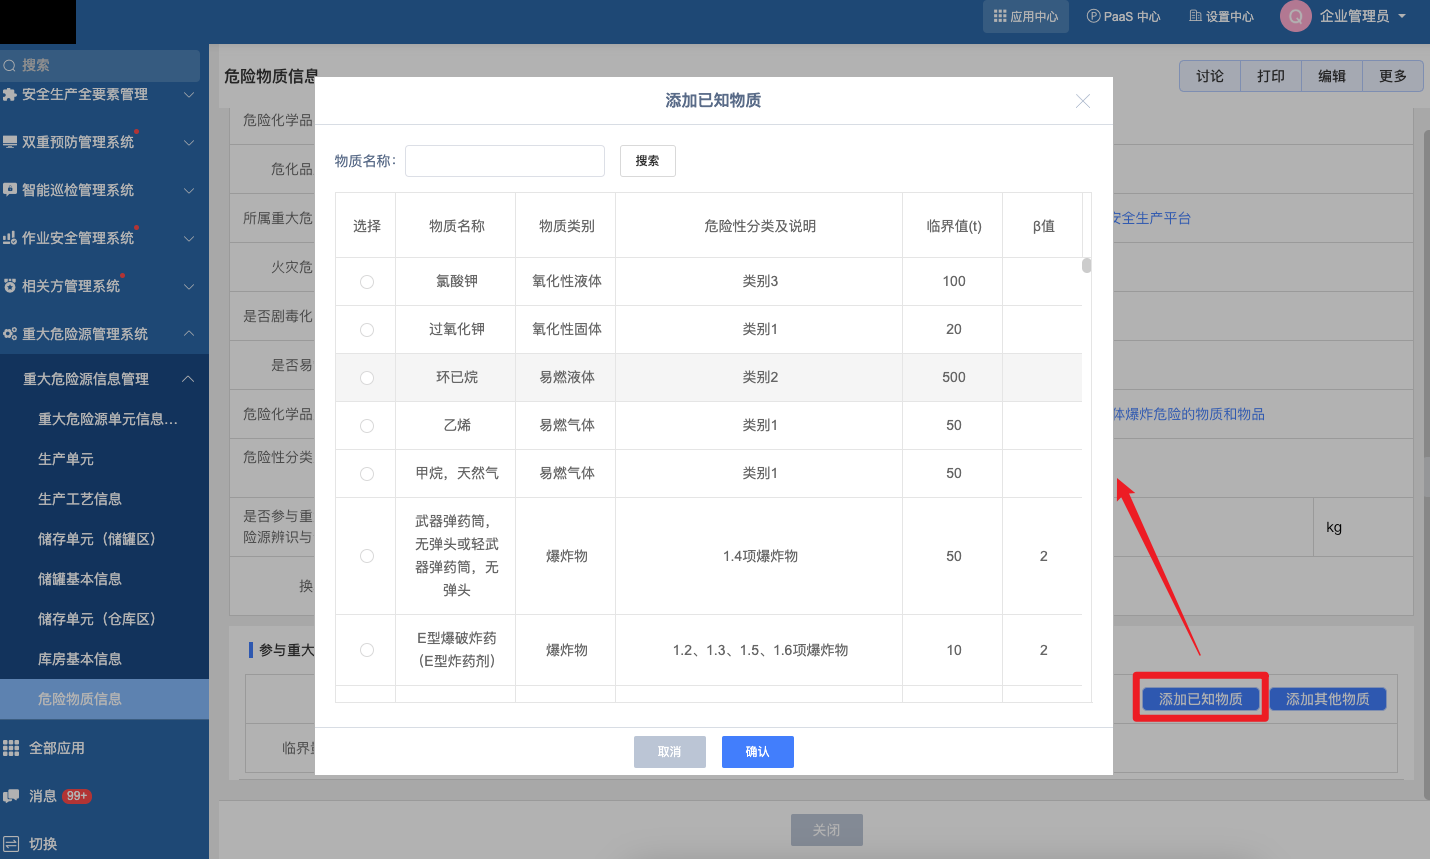 应用中心
PaaS 中心
设置中心
Q
企业管理员
搜索
安全生产全要素管理
双重预防管理系统
智能巡检管理系统
作业安全管理系统
相关方管理系统
重大危险源管理系统
重大危险源信息管理
重大危险源单元信息...
生产单元
生产工艺信息
储存单元（储罐区）
储罐基本信息
储存单元（仓库区）
库房基本信息
危险物质信息
全部应用
消息 99+
切换
危险物质信息
讨论 打印 编辑 更多
危险化学品
危化品
所属重大危
安全生产平台
火灾危
是否剧毒化
是否易
危险化学品
体爆炸危险的物质和物品
危险性分类
是否参与重
险源辨识与
kg
换
参与重大
添加已知物质 添加其他物质
关闭
添加已知物质
物质名称： 搜索
选择 物质名称 物质类别 危险性分类及说明 临界值(t) β值
氯酸钾 氧化性液体 类别3 100
过氧化钾 氧化性固体 类别1 20
环已烷 易燃液体 类别2 500
乙烯 易燃气体 类别1 50
甲烷，天然气 易燃气体 类别1 50
武器弹药筒，
无弹头或轻武
器弹药筒，无
弹头
爆炸物 1.4项爆炸物 50 2
E型爆破炸药
（E型炸药剂）
爆炸物 1.2、1.3、1.5、1.6项爆炸物 10 2
取消 确认